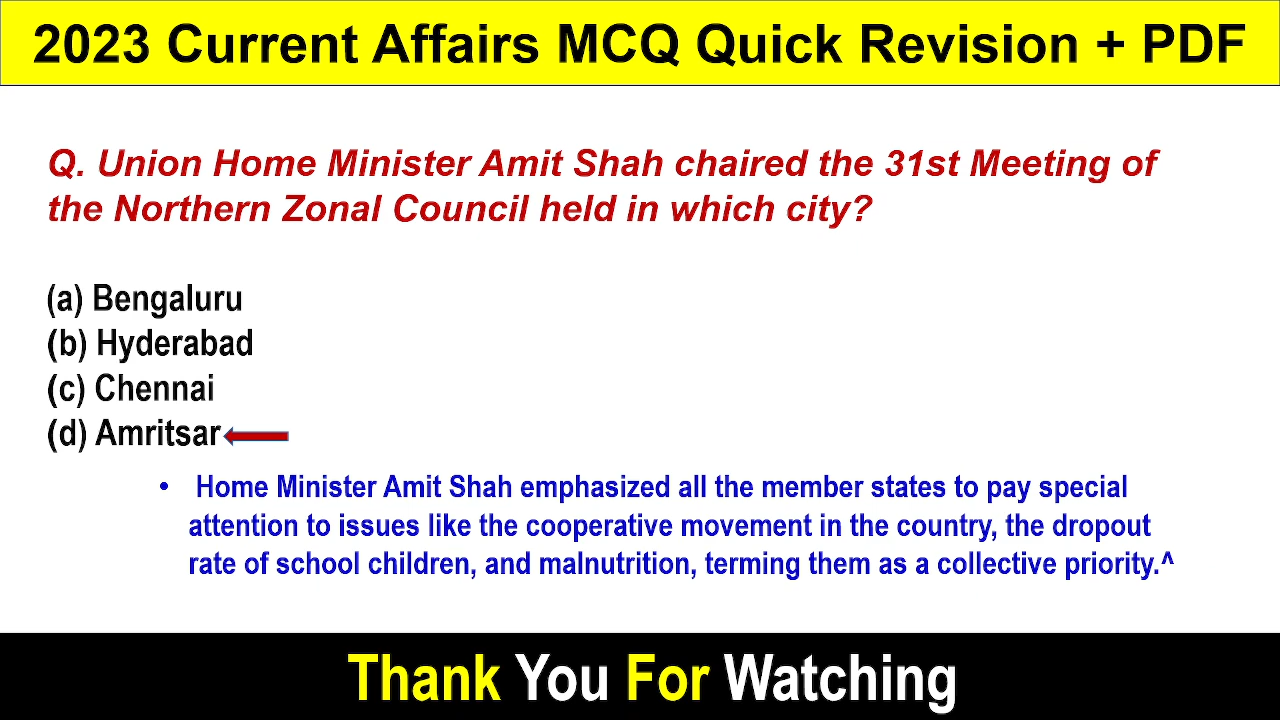 2023 Current Affairs MCQ Quick Revision + PDF
Q. Union Home Minister Amit Shah chaired the 31st Meeting of
the Northern Zonal Council held in which city?
(a) Bengaluru
(b) Hyderabad
(c) Chennai
(d) Amritsar
• Home Minister Amit Shah emphasized all the member states to pay special
attention to issues like the cooperative movement in the country, the dropout
rate of school children, and malnutrition, terming them as a collective priority.^
Thank You For Watching